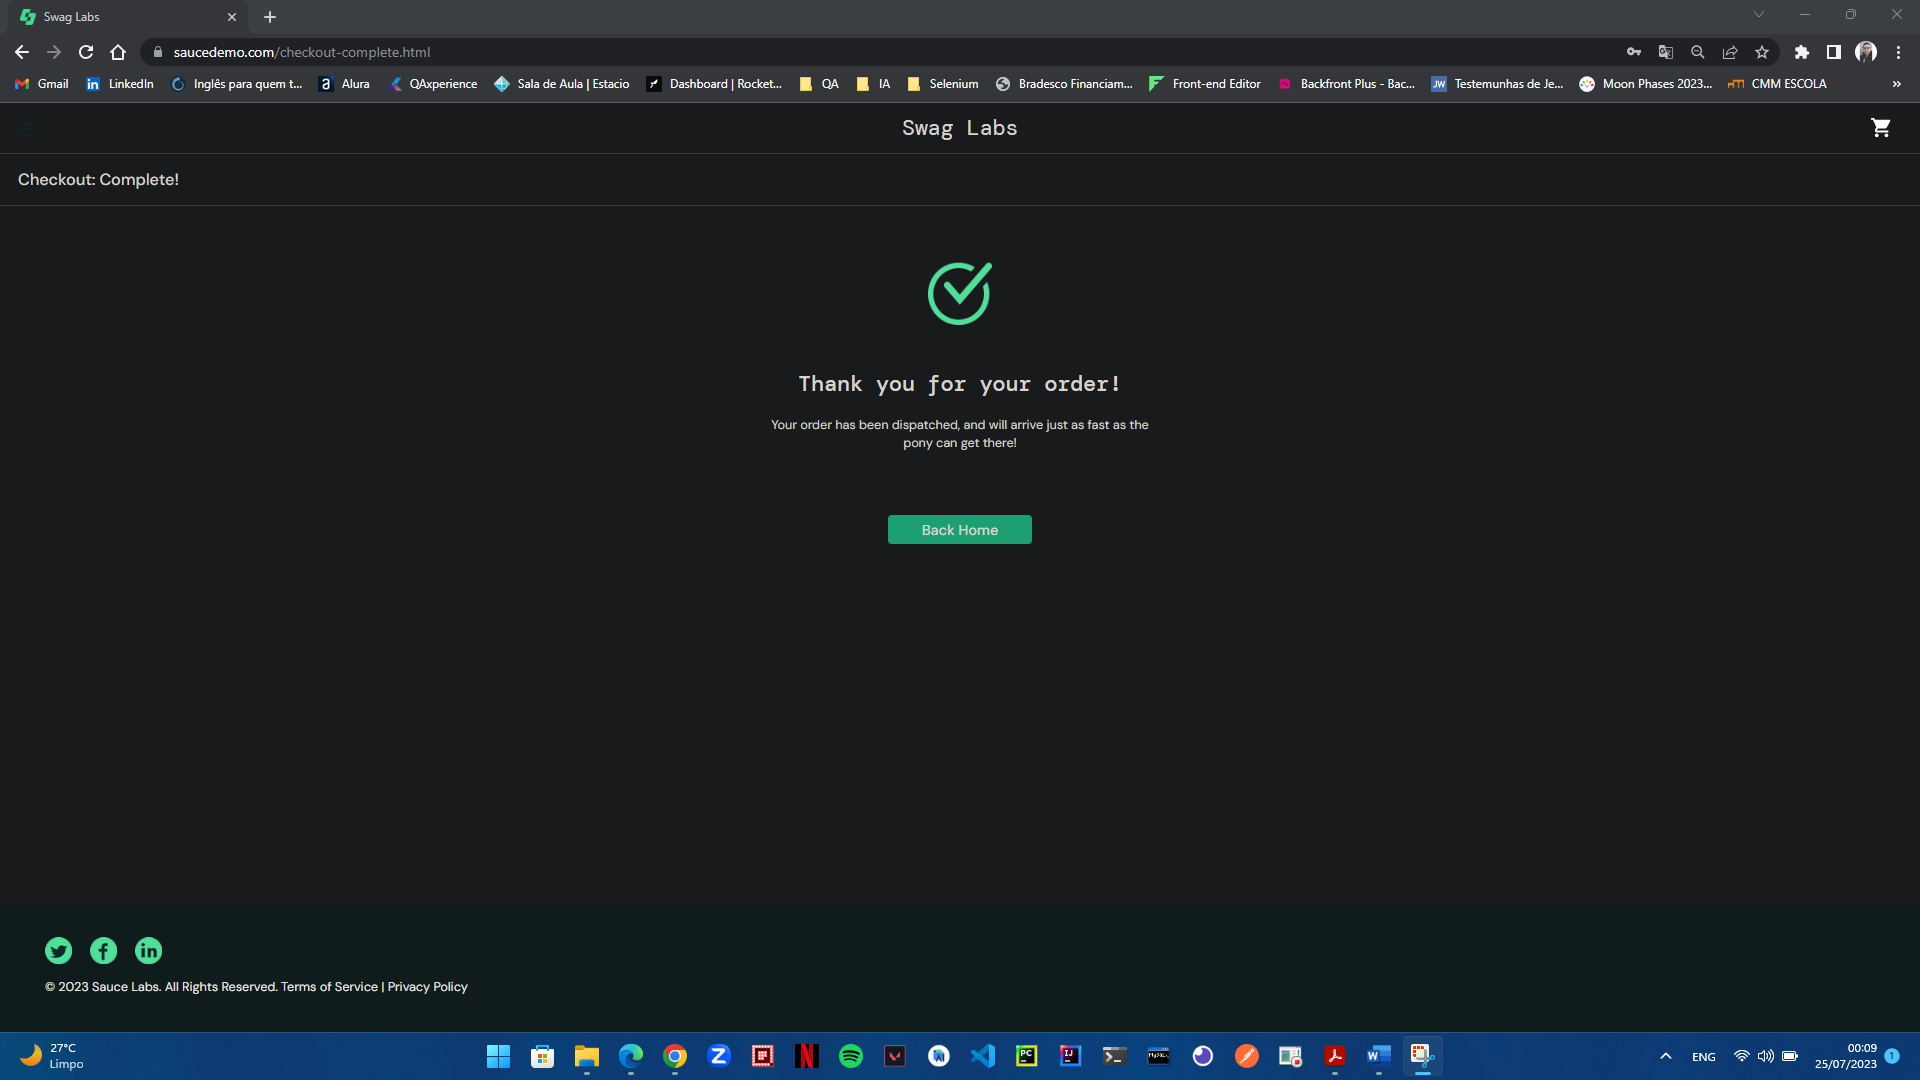 Swag Labs
saucedemo.com/checkout-complete.html
Gmail LinkedIn Inglês para quem t... Alura QAxperience Sala de Aula | Estacio Dashboard | Rocket... QA IA Selenium Bradesco Financiam... Front-end Editor Backfront Plus - Bac... JW Testemunhas de Je... Moon Phases 2023... CMM ESCOLA »
Swag Labs
Checkout: Complete!
Thank you for your order!
Your order has been dispatched, and will arrive just as fast as the
pony can get there!
Back Home
© 2023 Sauce Labs. All Rights Reserved. Terms of Service | Privacy Policy
27°C
Limpo
ENG
00:09
25/07/2023
1